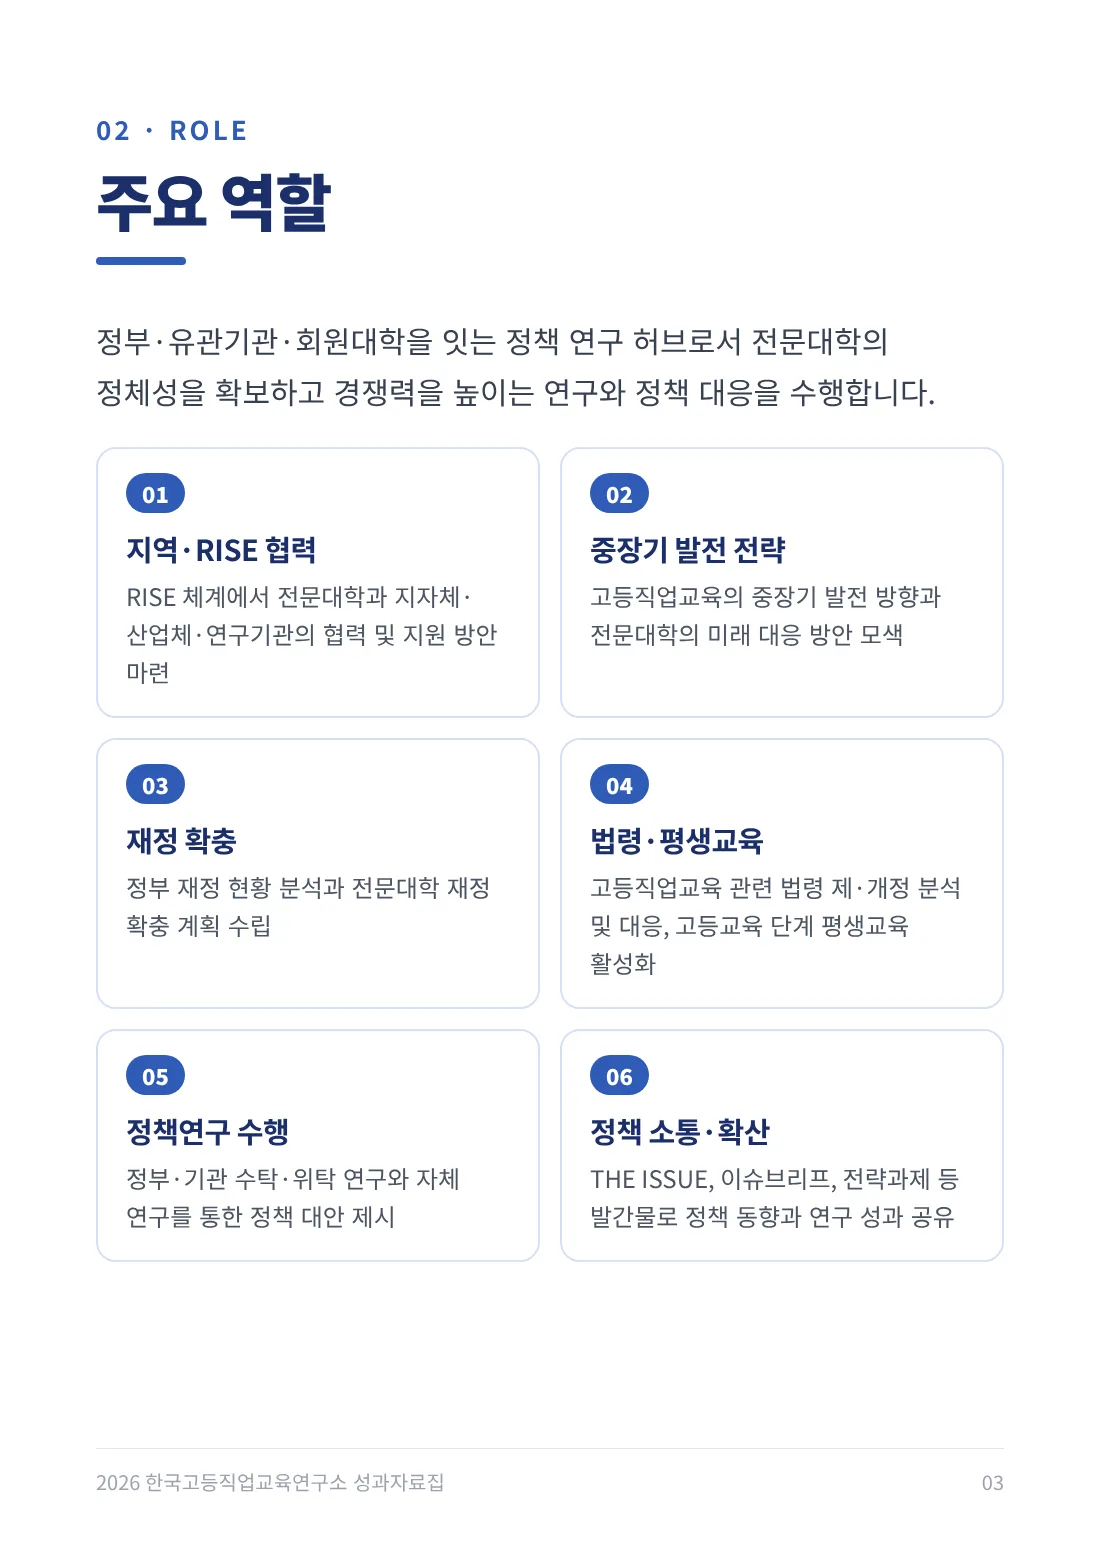 02 · ROLE
주요 역할
정부·유관기관·회원대학을 잇는 정책 연구 허브로서 전문대학의
정체성을 확보하고 경쟁력을 높이는 연구와 정책 대응을 수행합니다.
01
지역·RISE 협력
RISE 체계에서 전문대학과 지자체·
산업체·연구기관의 협력 및 지원 방안
마련
02
중장기 발전 전략
고등직업교육의 중장기 발전 방향과
전문대학의 미래 대응 방안 모색
03
재정 확충
정부 재정 현황 분석과 전문대학 재정
확충 계획 수립
04
법령·평생교육
고등직업교육 관련 법령 제·개정 분석
및 대응, 고등교육 단계 평생교육
활성화
05
정책연구 수행
정부·기관 수탁·위탁 연구와 자체
연구를 통한 정책 대안 제시
06
정책 소통·확산
THE ISSUE, 이슈브리프, 전략과제 등
발간물로 정책 동향과 연구 성과 공유
2026 한국고등직업교육연구소 성과자료집
03